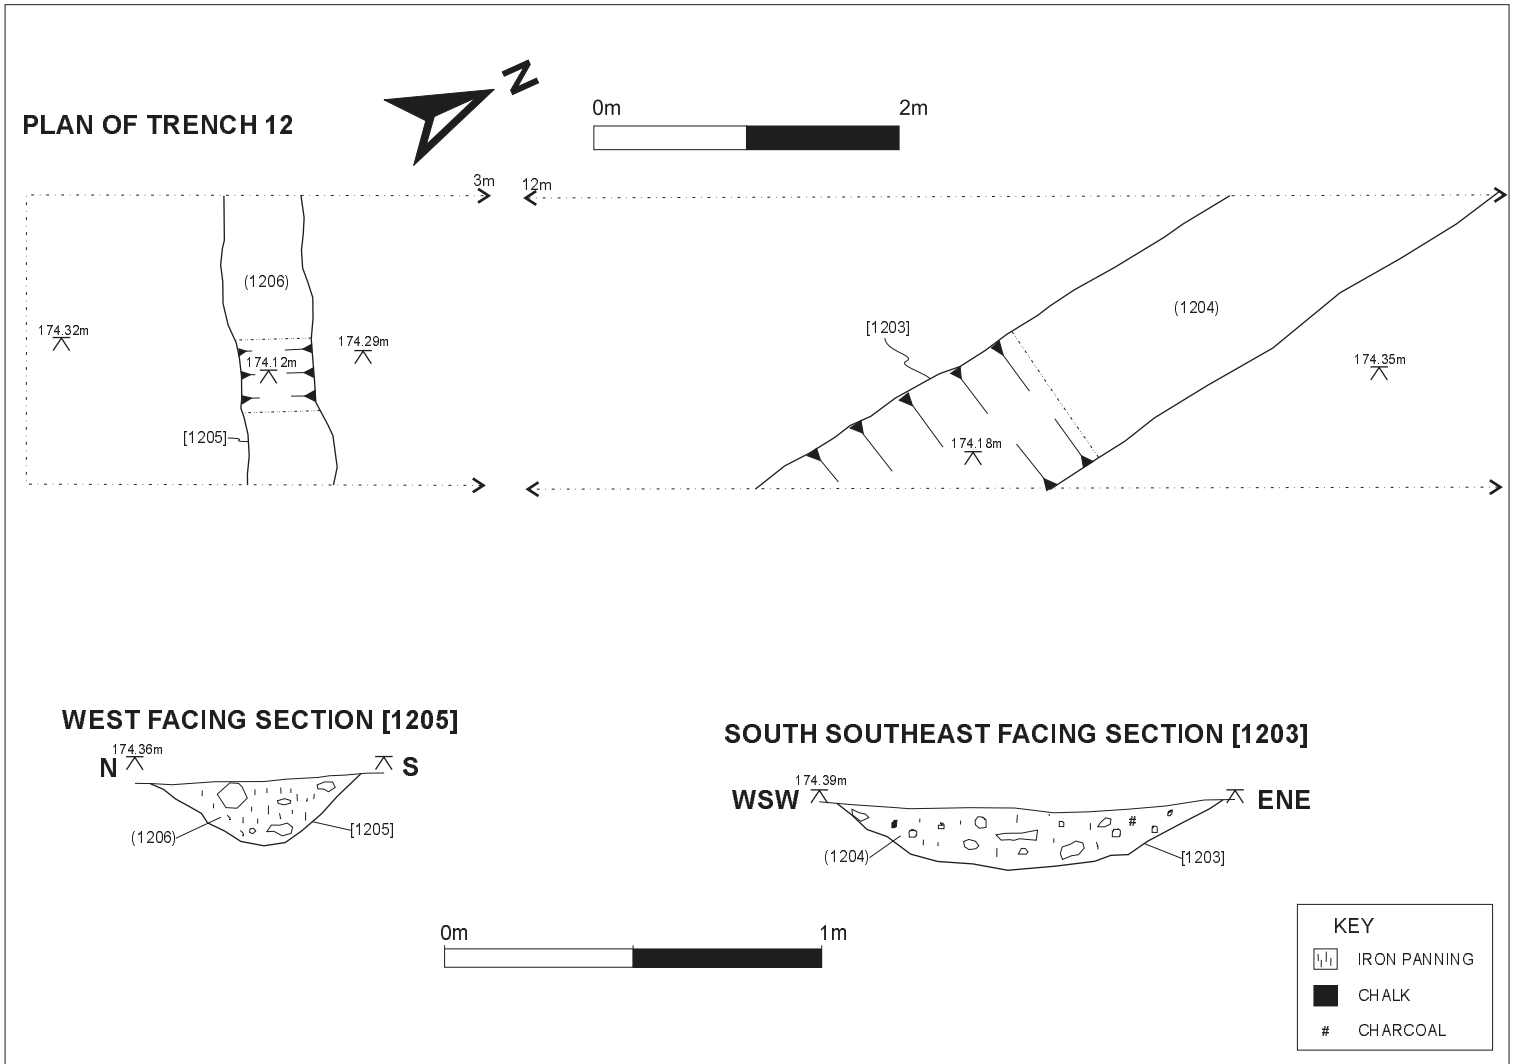 N
0m 2m
PLAN OF TRENCH 12
3m 12m
(1206)
(1204)
[1203]
174.32m
174.29m
174.12m
174.35m
[1205]
174.18m
WEST FACING SECTION [1205]
SOUTH SOUTHEAST FACING SECTION [1203]
174.36m
N S
174.39m
WSW ENE
(1206) [1205]
(1204) [1203]
0m 1m
KEY
IRON PANNING
CHALK
# CHARCOAL